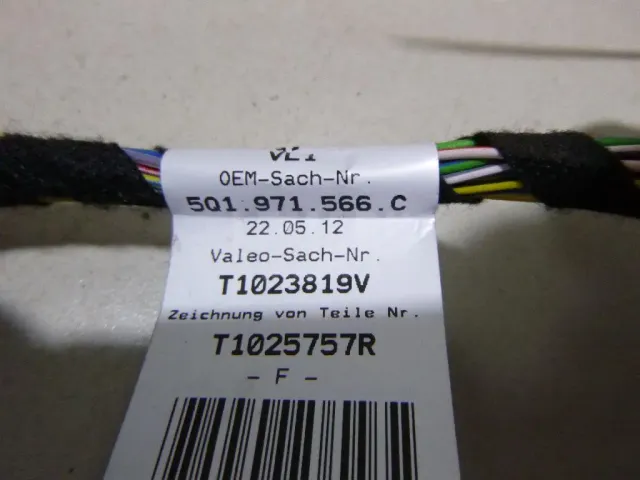 OEM-Sach-Nr.
5Q1.971.566.C
22.05.12
Valeo-Sach-Nr.
T1023819V
Zeichnung von Teile Nr.
T1025757R
- F -